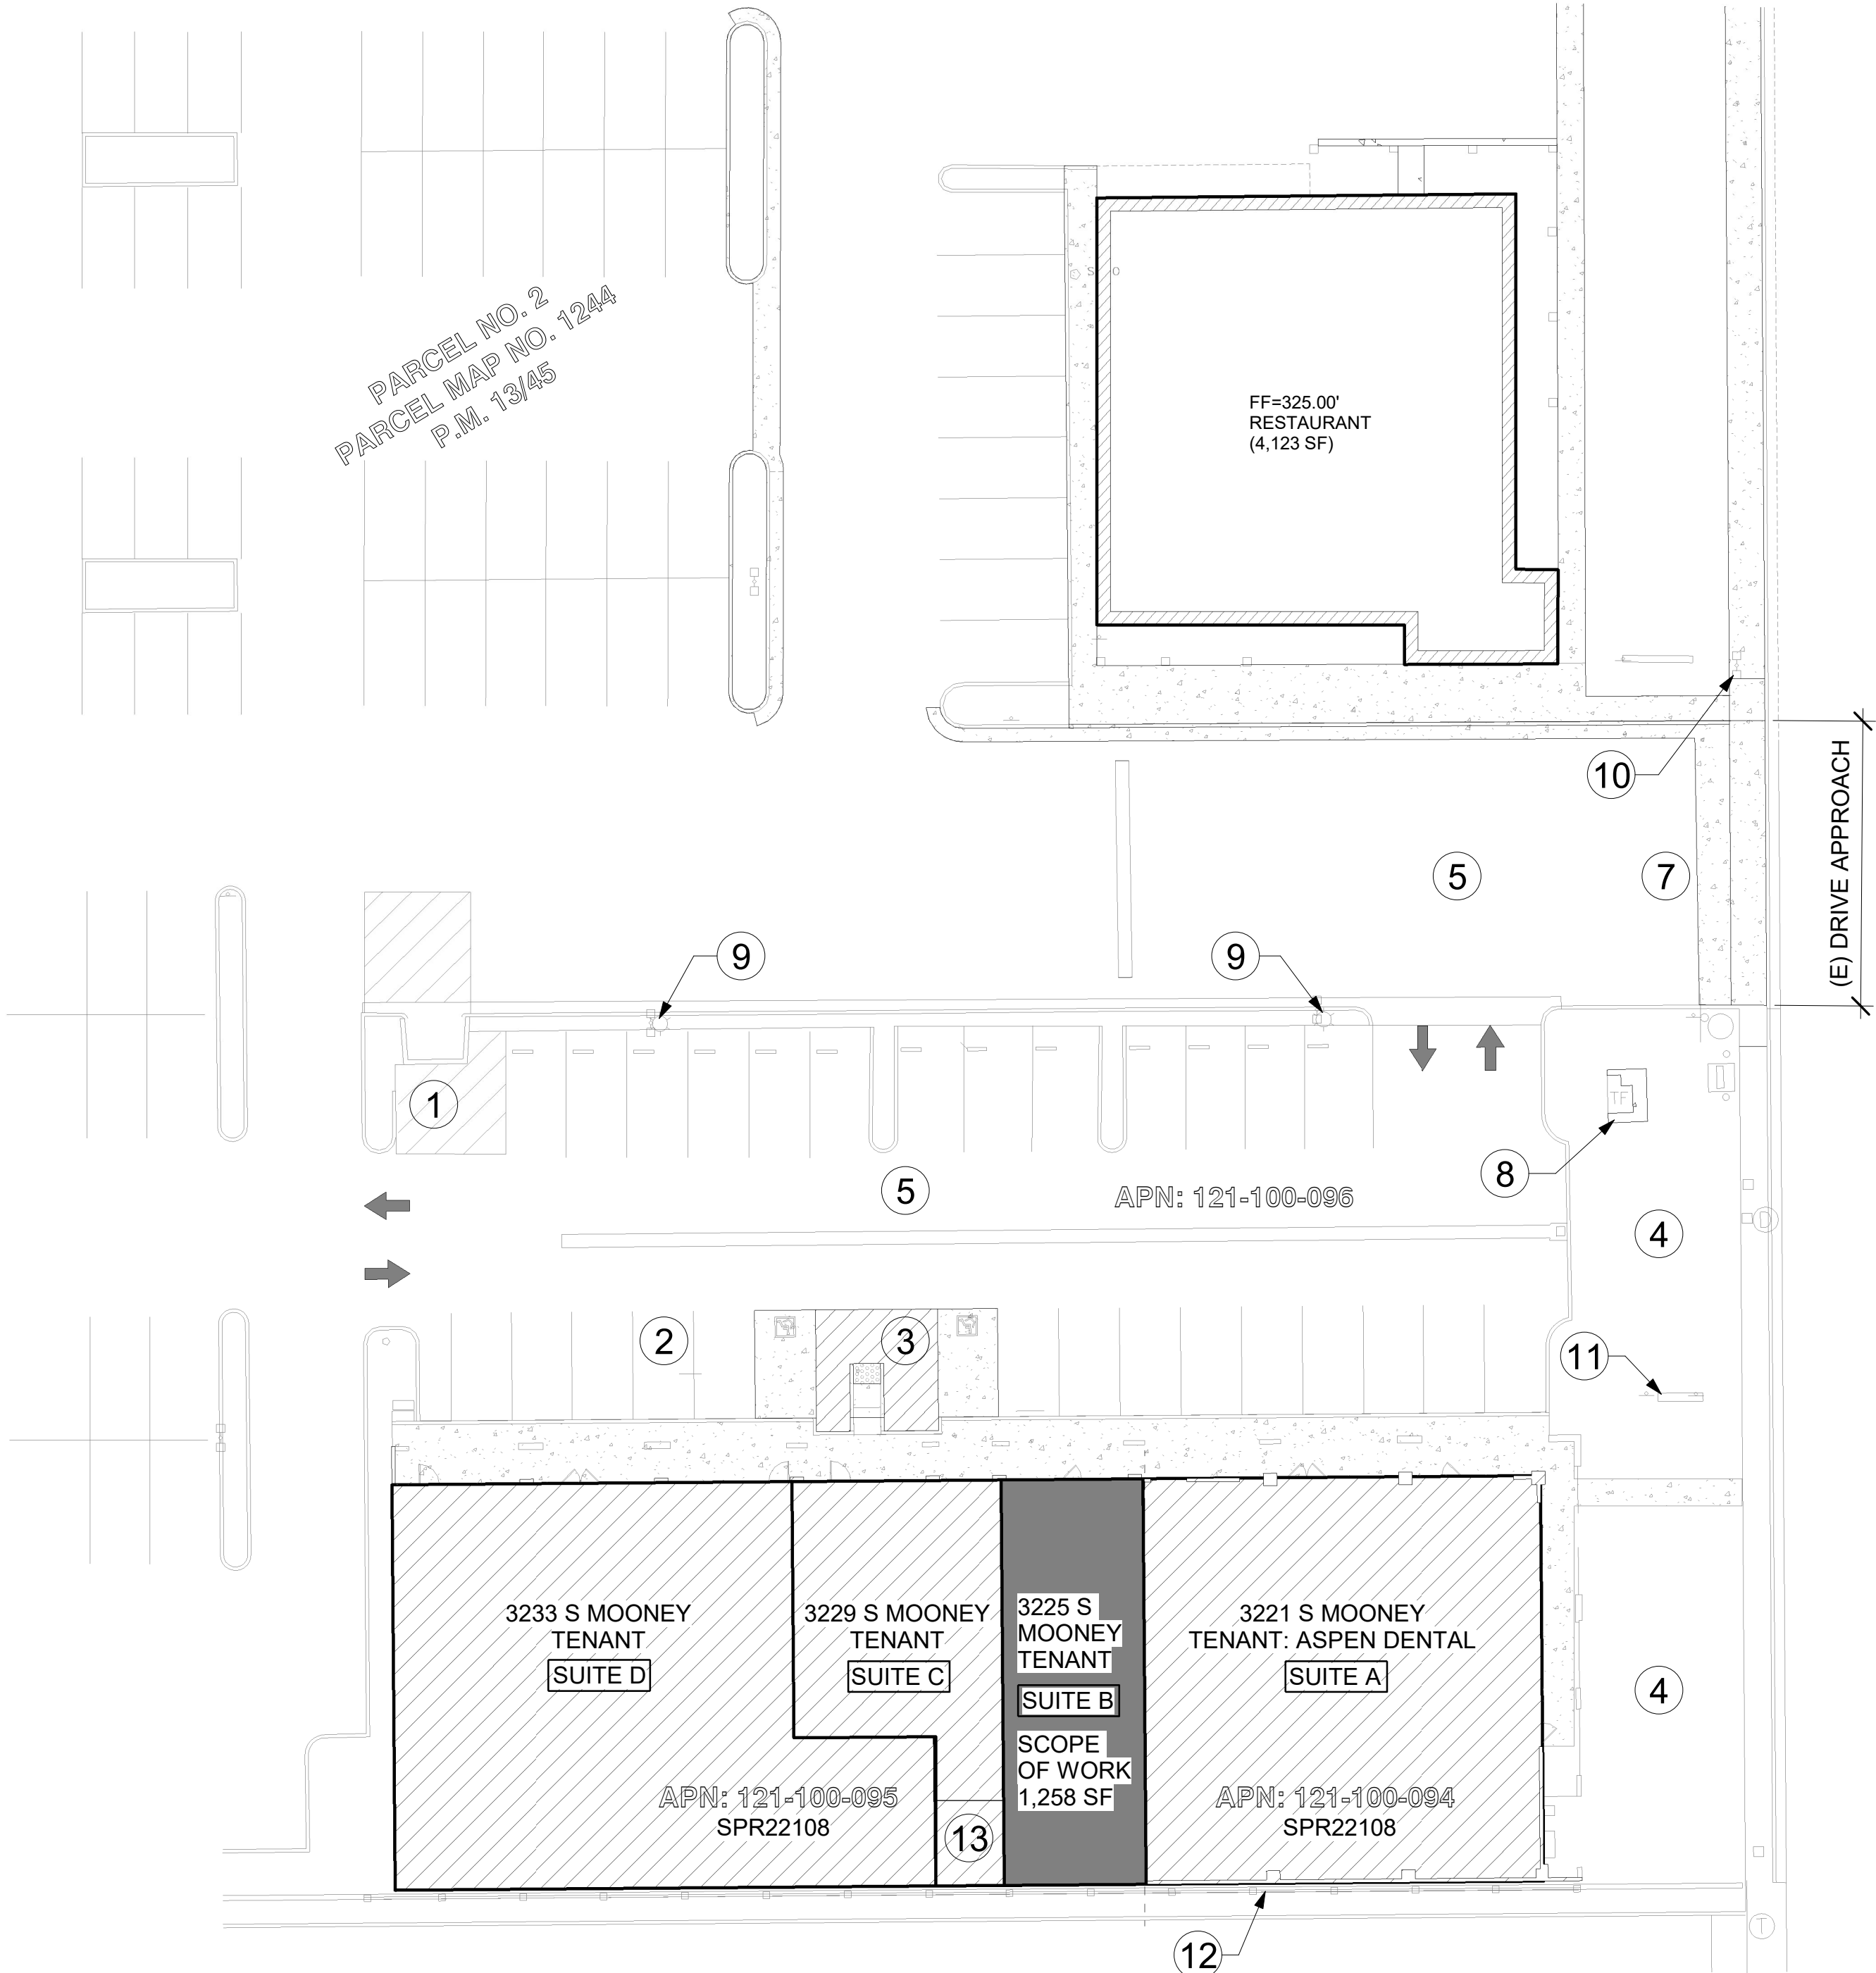 PARCEL NO. 2
PARCEL MAP NO. 1244
P.M. 13/45
S
O
FF=325.00'
RESTAURANT
(4,123 SF)
10
(E) DRIVE APPROACH
5
7
9
9
1
TF
8
5
APN: 121-100-096
4
D
2
3
11
3233 S MOONEY
TENANT
SUITE D
3229 S MOONEY
TENANT
SUITE C
3225 S
MOONEY
TENANT
SUITE B
SCOPE
OF WORK
1,258 SF
3221 S MOONEY
TENANT: ASPEN DENTAL
SUITE A
4
APN: 121-100-095
SPR22108
APN: 121-100-094
SPR22108
13
12
T